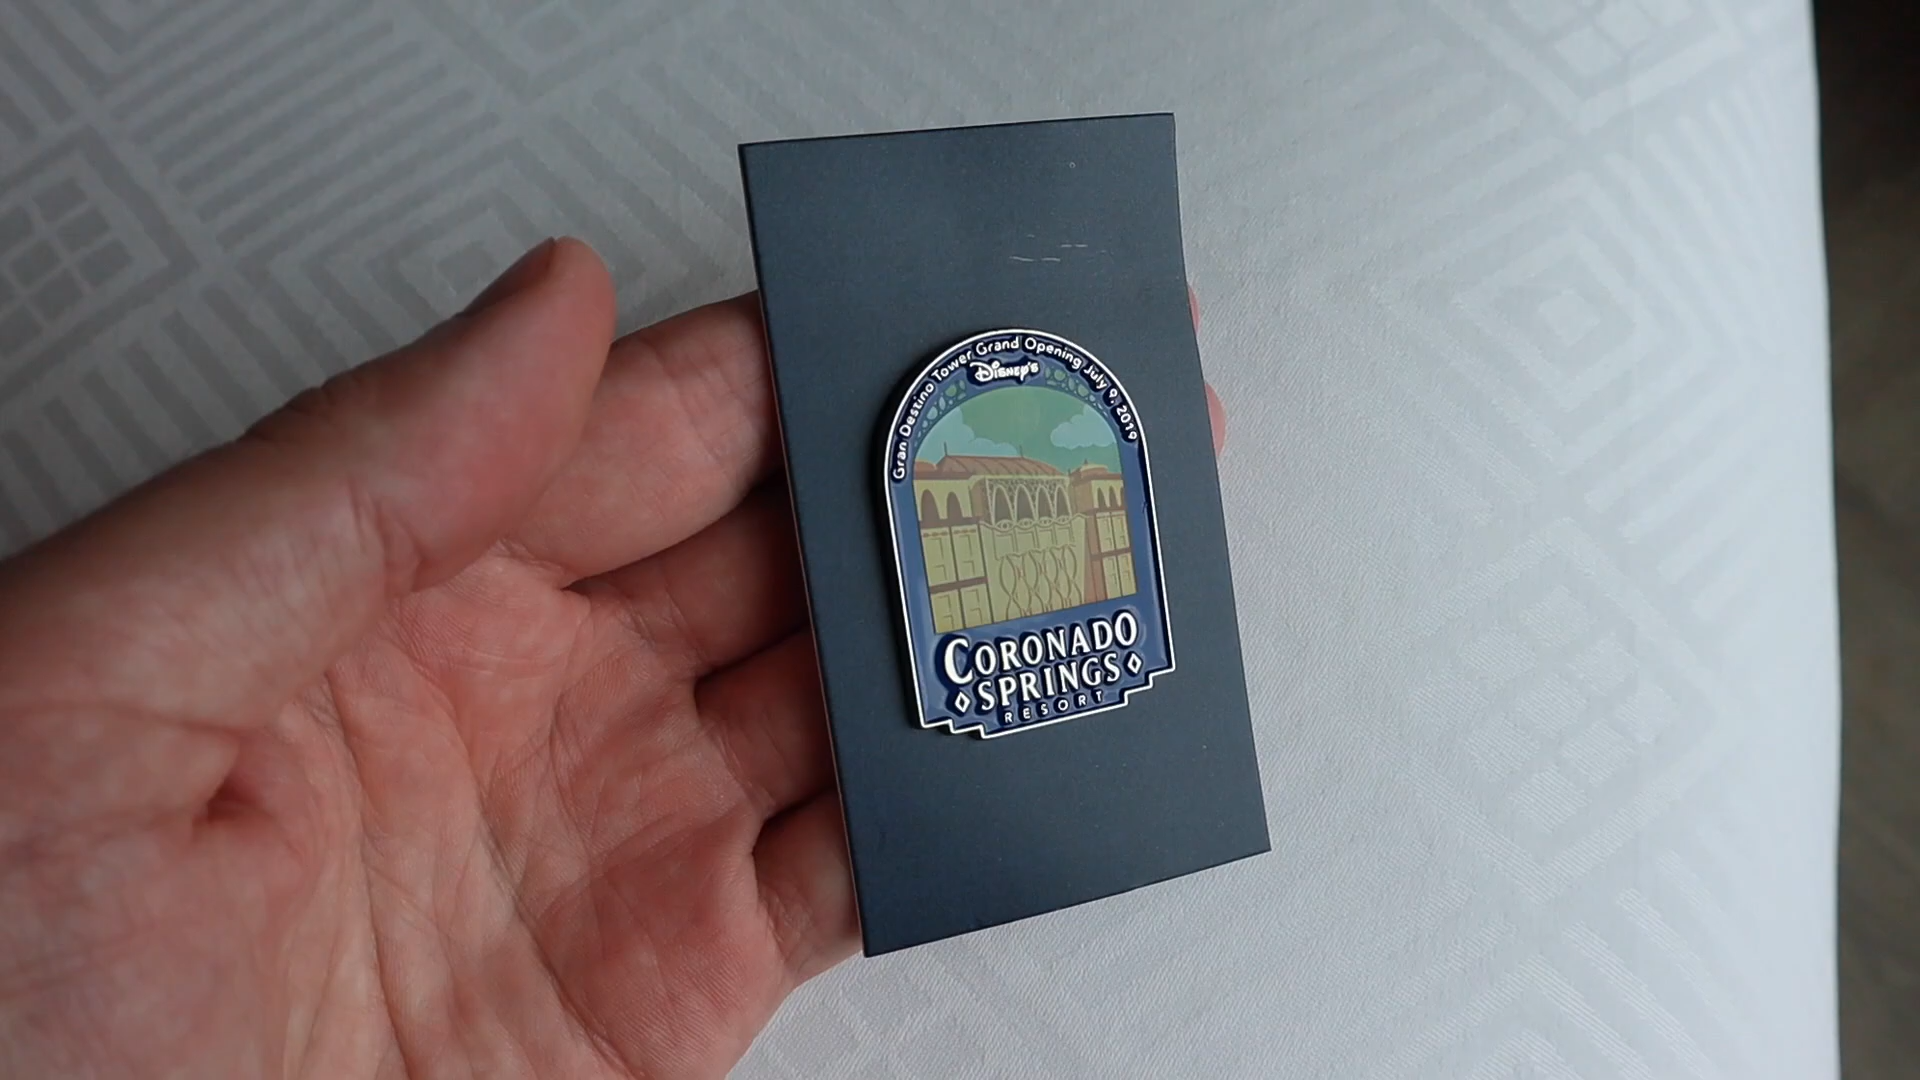 Gran Destino Tower Grand Opening July 9, 2019
Disney's
CORONADO
SPRINGS
RESORT